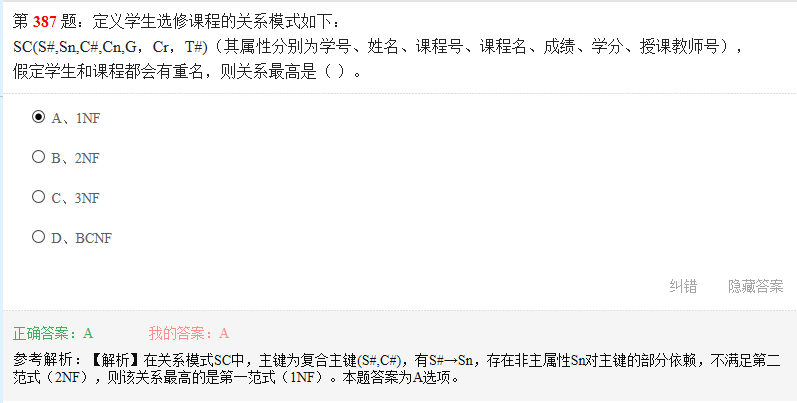 第 387 题：定义学生选修课程的关系模式如下：
SC(S#,Sn,C#,Cn,G，Cr，T#)（其属性分别为学号、姓名、课程号、课程名、成绩、学分、授课教师号），
假定学生和课程都会有重名，则关系最高是（ ）。
A、1NF
B、2NF
C、3NF
D、BCNF
纠错 隐藏答案
正确答案：A 我的答案：A
参考解析：【解析】在关系模式SC中，主键为复合主键(S#,C#)，有S#→Sn，存在非主属性Sn对主键的部分依赖，不满足第二
范式（2NF），则该关系最高的是第一范式（1NF）。本题答案为A选项。